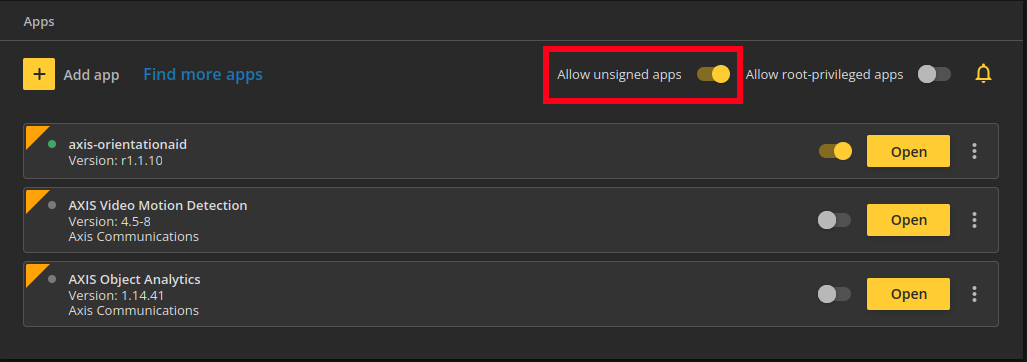 Apps
+ Add app Find more apps Allow unsigned apps Allow root-privileged apps
axis-orientationaid
Version: r1.1.10
Open
AXIS Video Motion Detection
Version: 4.5-8
Axis Communications
Open
AXIS Object Analytics
Version: 1.14.41
Axis Communications
Open